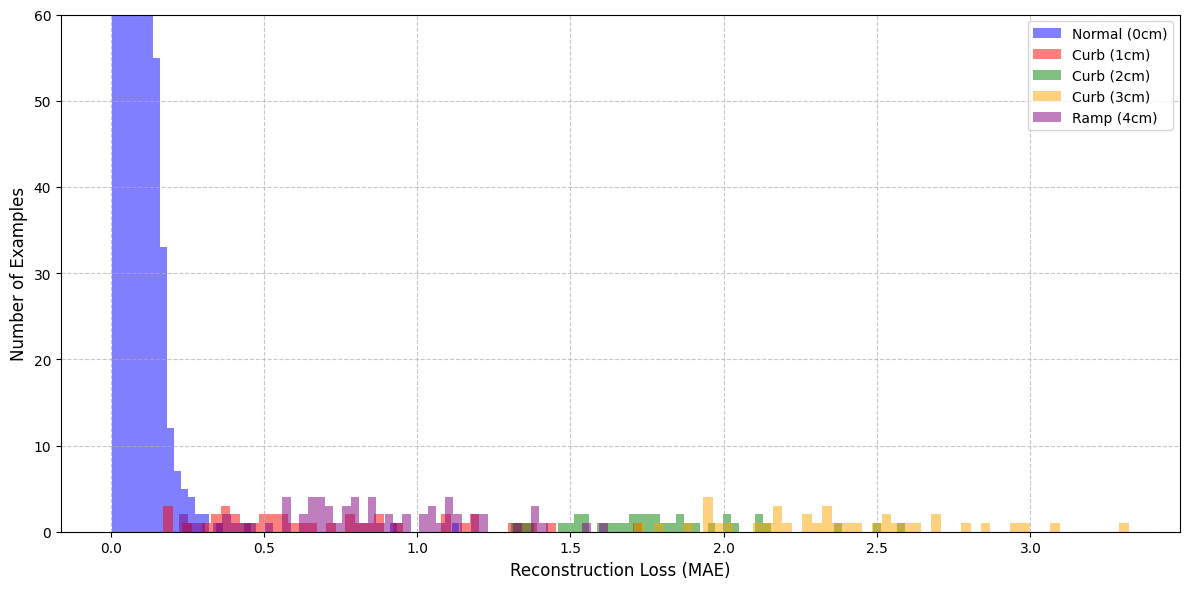 60
50
40
30
20
10
0
Number of Examples
0.0 0.5 1.0 1.5 2.0 2.5 3.0
Reconstruction Loss (MAE)
Normal (0cm)
Curb (1cm)
Curb (2cm)
Curb (3cm)
Ramp (4cm)